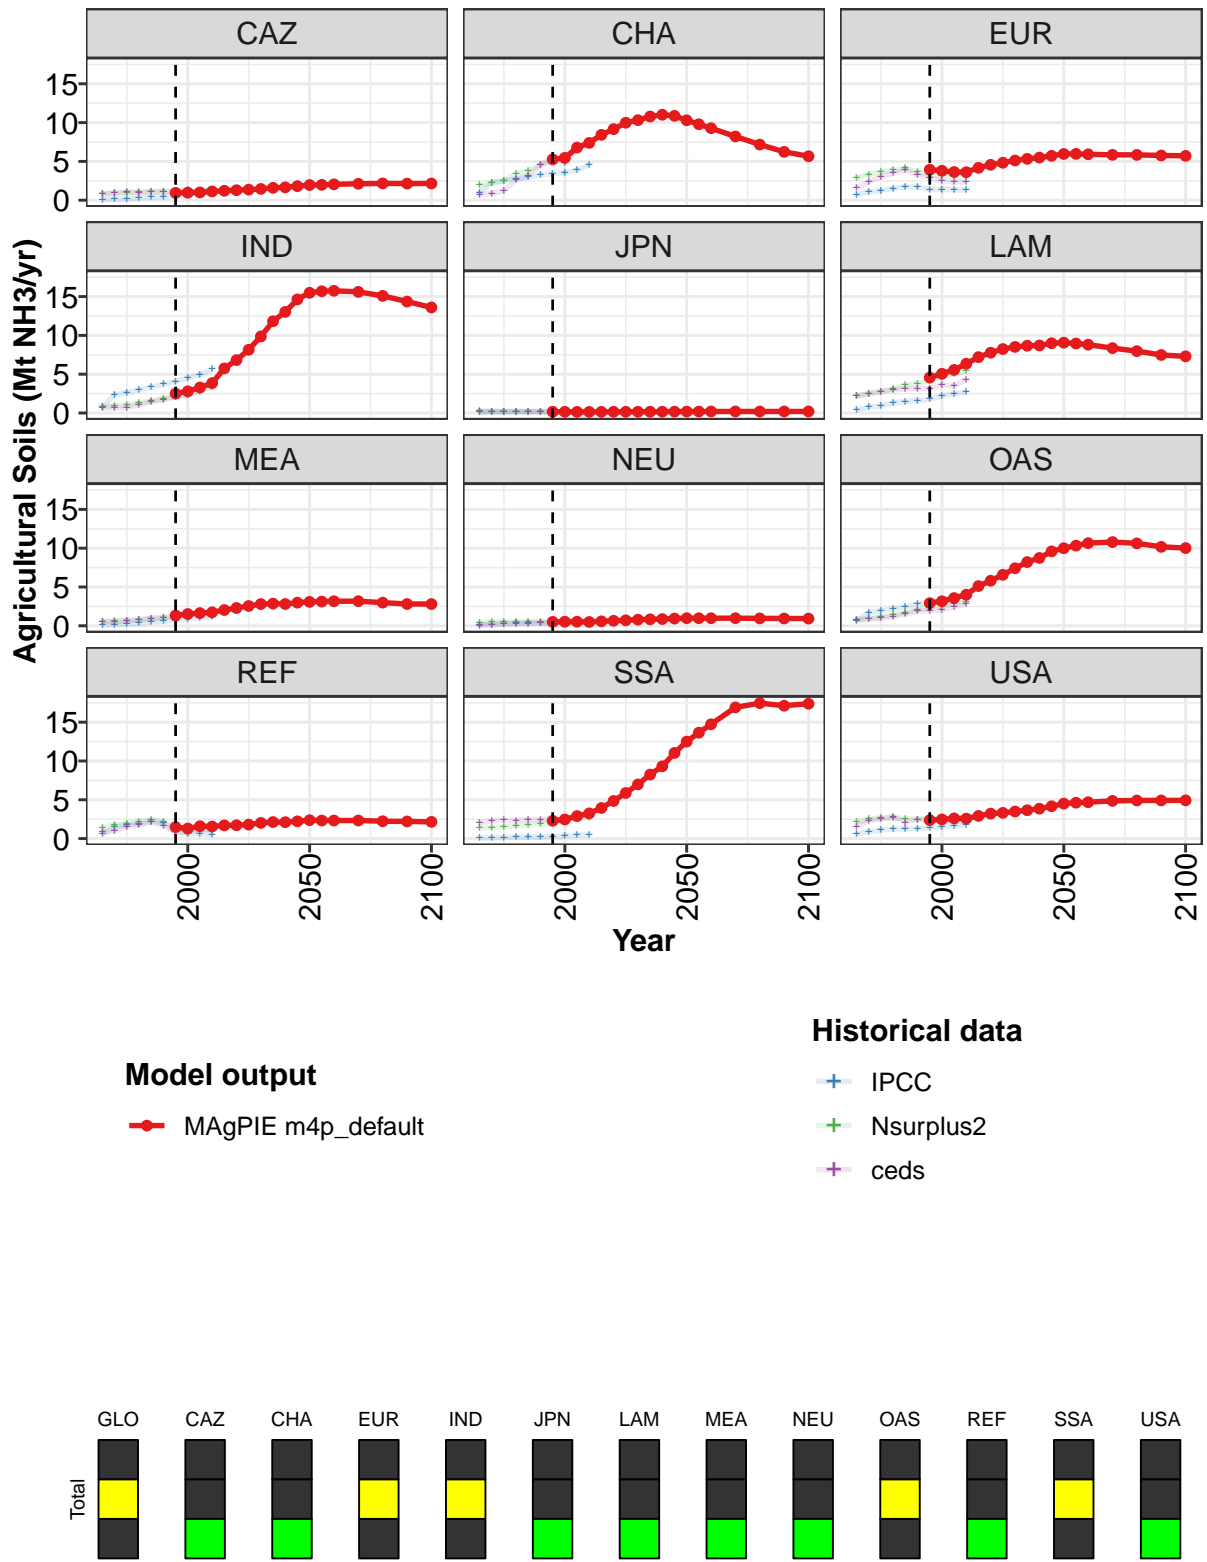 CAZ CHA EUR
15
10
5
0
IND JPN LAM
15
10
5
0
MEA NEU OAS
15
10
5
0
REF SSA USA
15
10
5
0
Agricultural Soils (Mt NH3/yr)
2000 2050 2100 2000 2050 2100 2000 2050 2100
Year
Historical data
Model output
IPCC
MAgPIE m4p_default
Nsurplus2
ceds
GLO CAZ CHA EUR IND JPN LAM MEA NEU OAS REF SSA USA
Total